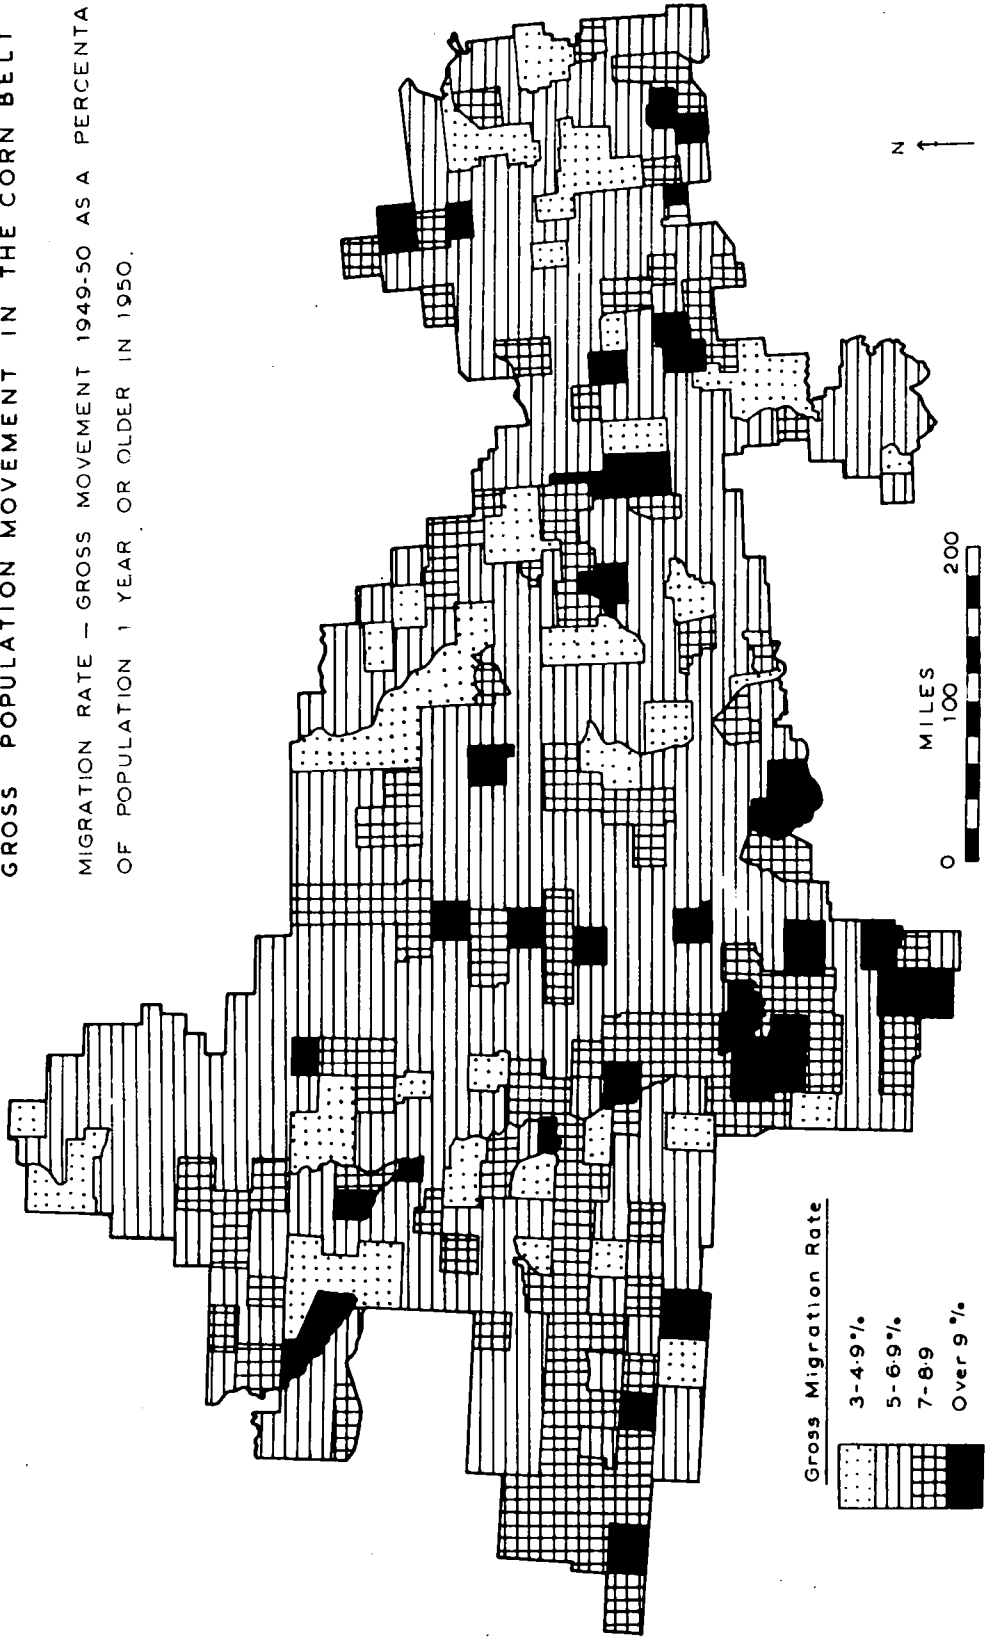 GROSS POPULATION MOVEMENT IN THE CORN BELT
MIGRATION RATE — GROSS MOVEMENT 1949-50 AS A PERCENTA
OF POPULATION 1 YEAR OR OLDER IN 1950.
N
Gross Migration Rate
3-4·9%
5-6·9%
7-8·9
Over 9%
MILES
0 100 200